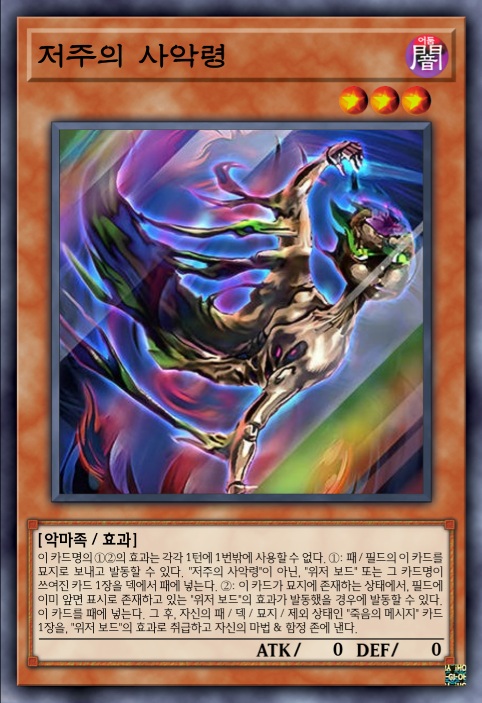 저주의 사악령
어둠
闇
[악마족 / 효과]
이 카드명의 ①②의 효과는 각각 1턴에 1번밖에 사용할 수 없다. ①: 패 / 필드의 이 카드를
묘지로 보내고 발동할 수 있다. "저주의 사악령"이 아닌, "위저 보드" 또는 그 카드명이
쓰여진 카드 1장을 덱에서 패에 넣는다. ②: 이 카드가 묘지에 존재하는 상태에서, 필드에
이미 앞면 표시로 존재하고 있는 "위저 보드"의 효과가 발동했을 경우에 발동할 수 있다.
이 카드를 패에 넣는다. 그 후, 자신의 패 / 덱 / 묘지 / 제외 상태인 "죽음의 메시지" 카드
1장을, "위저 보드"의 효과로 취급하고 자신의 마법 & 함정 존에 낸다.
ATK / 0 DEF / 0